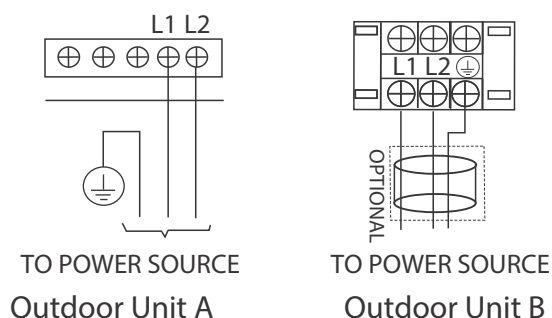 L1 L2
L1 L2
OPTIONAL
TO POWER SOURCE
TO POWER SOURCE
Outdoor Unit A
Outdoor Unit B